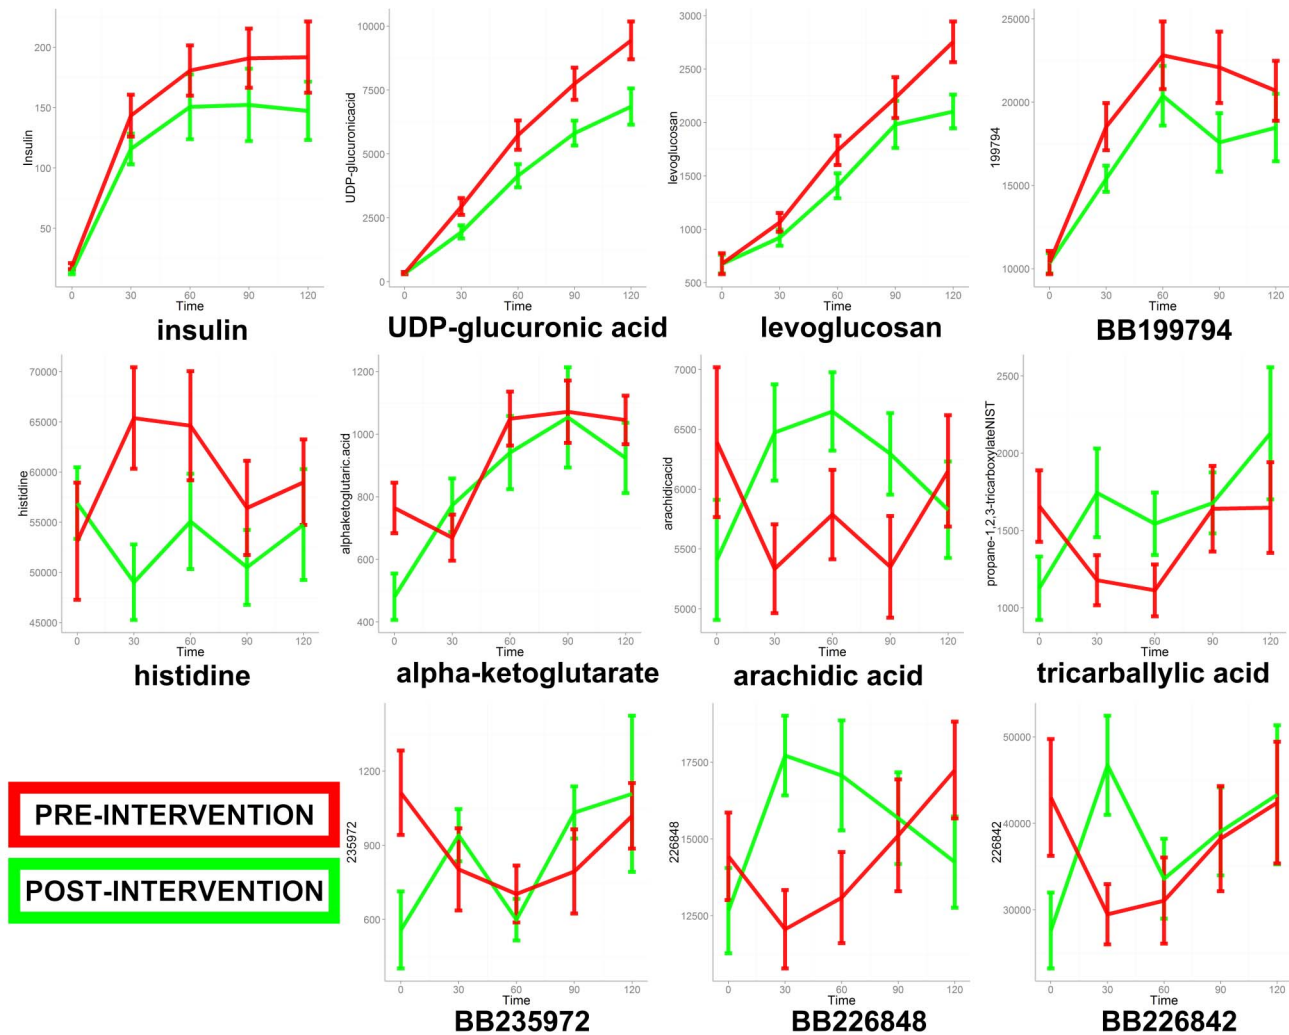 200
150
100
50
Insulin
0 30 60 90 120
Time
insulin
10000
7500
5000
2500
0
UDP-glucuronicacid
0 30 60 90 120
Time
UDP-glucuronic acid
3000
2500
2000
1500
1000
500
levoglucosan
0 30 60 90 120
Time
levoglucosan
25000
20000
15000
10000
199794
0 30 60 90 120
Time
BB199794
70000
65000
60000
55000
50000
45000
histidine
0 30 60 90 120
Time
histidine
1200
1000
800
600
400
alphaketoglutaric.acid
0 30 60 90 120
Time
alpha-ketoglutarate
7000
6500
6000
5500
5000
arachidicacid
0 30 60 90 120
Time
arachidic acid
2500
2000
1500
1000
propane-1,2,3-tricarboxylateNIST
0 30 60 90 120
Time
tricarballylic acid
PRE-INTERVENTION
POST-INTERVENTION
1200
900
600
235972
0 30 60 90 120
Time
BB235972
17500
15000
12500
226848
0 30 60 90 120
Time
BB226848
50000
40000
30000
226842
0 30 60 90 120
Time
BB226842